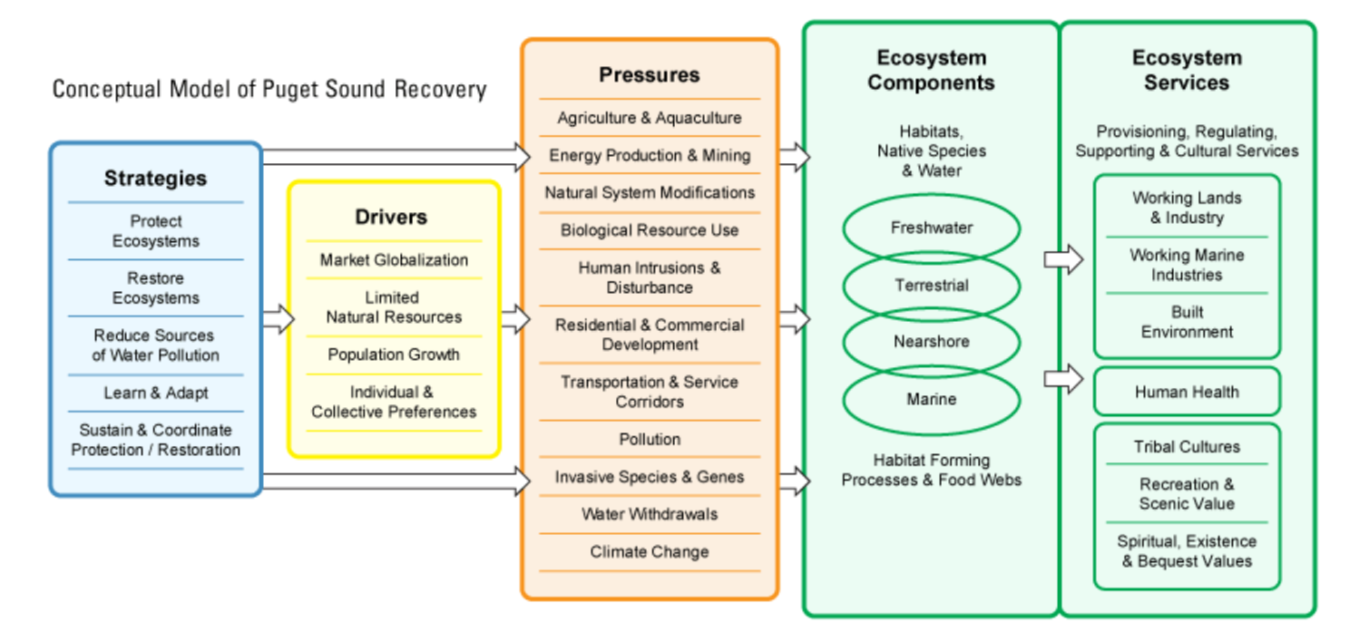 Conceptual Model of Puget Sound Recovery
Strategies
Protect
Ecosystems
Restore
Ecosystems
Reduce Sources
of Water Pollution
Learn & Adapt
Sustain & Coordinate
Protection / Restoration
Drivers
Market Globalization
Limited
Natural Resources
Population Growth
Individual &
Collective Preferences
Pressures
Agriculture & Aquaculture
Energy Production & Mining
Natural System Modifications
Biological Resource Use
Human Intrusions &
Disturbance
Residential & Commercial
Development
Transportation & Service
Corridors
Pollution
Invasive Species & Genes
Water Withdrawals
Climate Change
Ecosystem
Components
Habitats,
Native Species
& Water
Freshwater
Terrestrial
Nearshore
Marine
Habitat Forming
Processes & Food Webs
Ecosystem
Services
Provisioning, Regulating,
Supporting & Cultural Services
Working Lands
& Industry
Working Marine
Industries
Built
Environment
Human Health
Tribal Cultures
Recreation &
Scenic Value
Spiritual, Existence
& Bequest Values